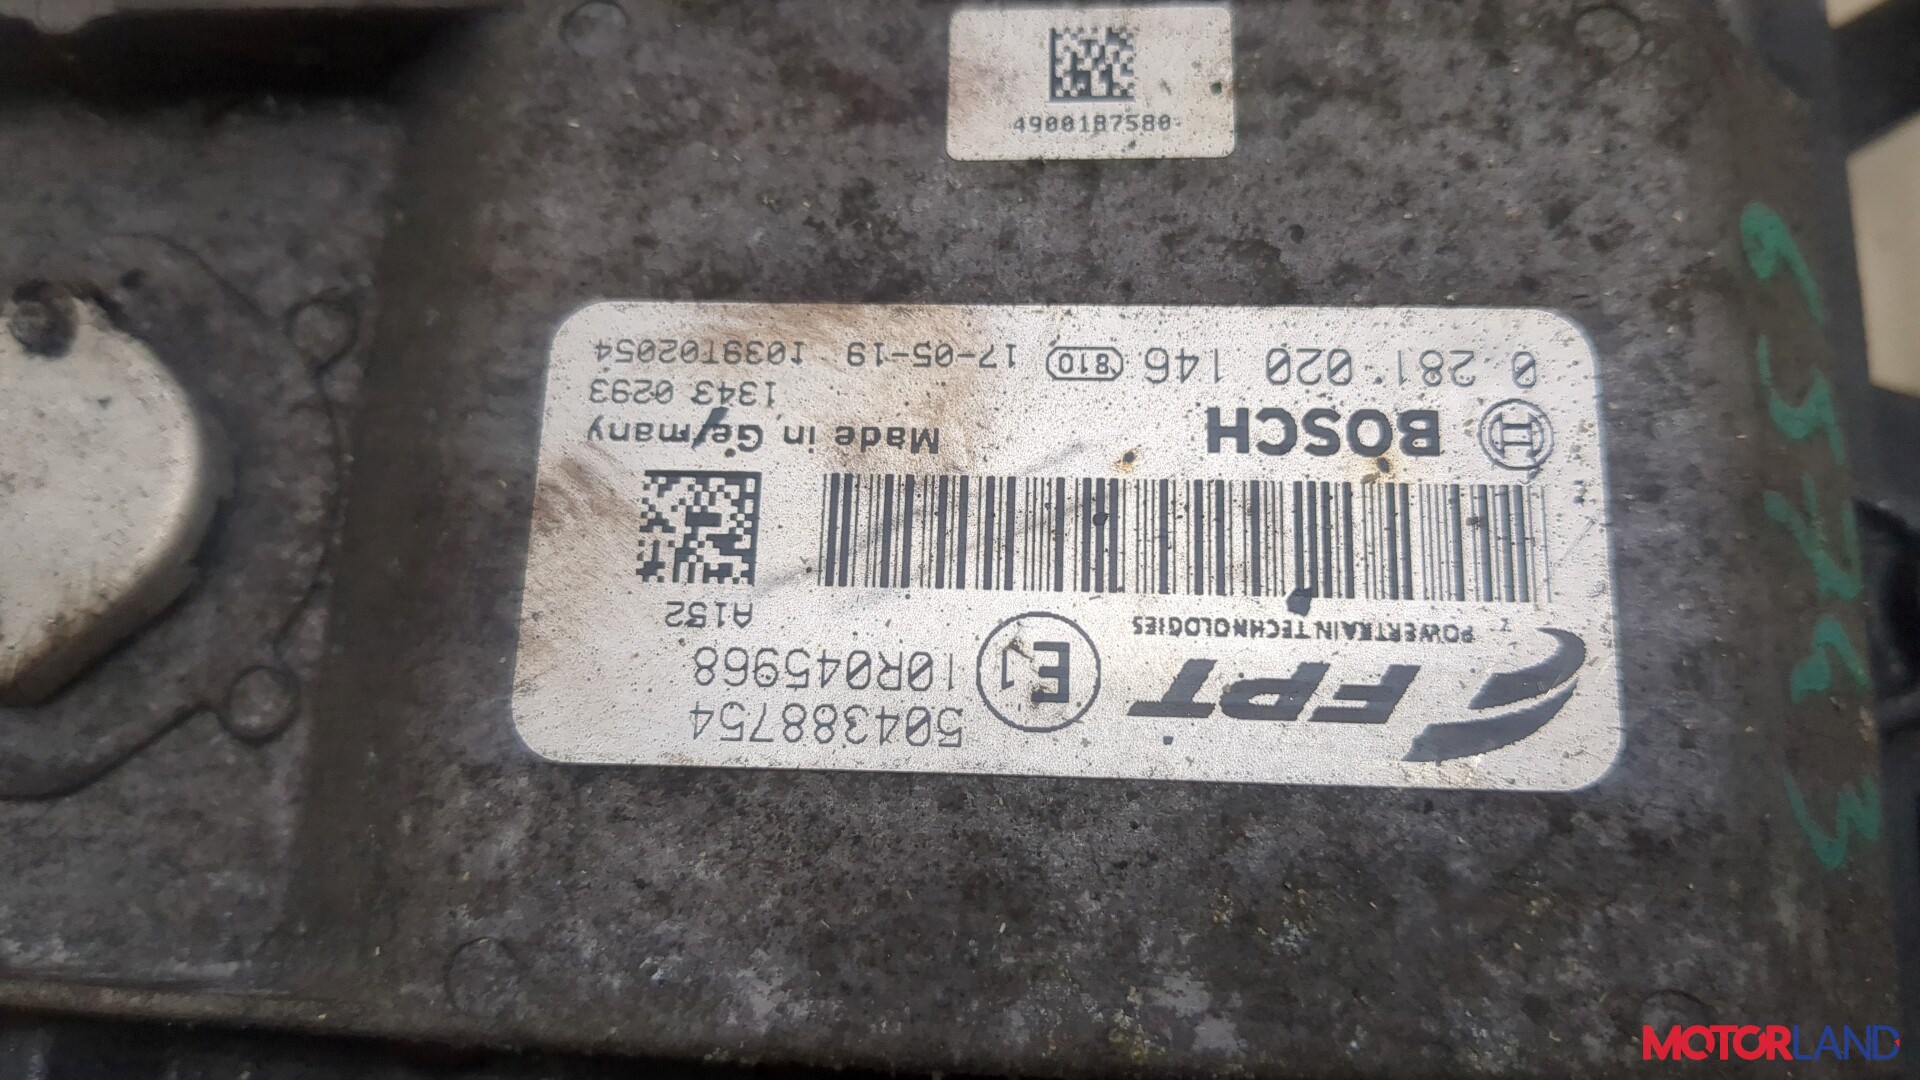 4900187580
FPT
POWERTRAIN TECHNOLOGIES
504388754
E1
10R045968
A152
BOSCH
Made in Germany
1343 0293
0 281 020 146 810 17-05-19 1039T02054
MOTORLAND